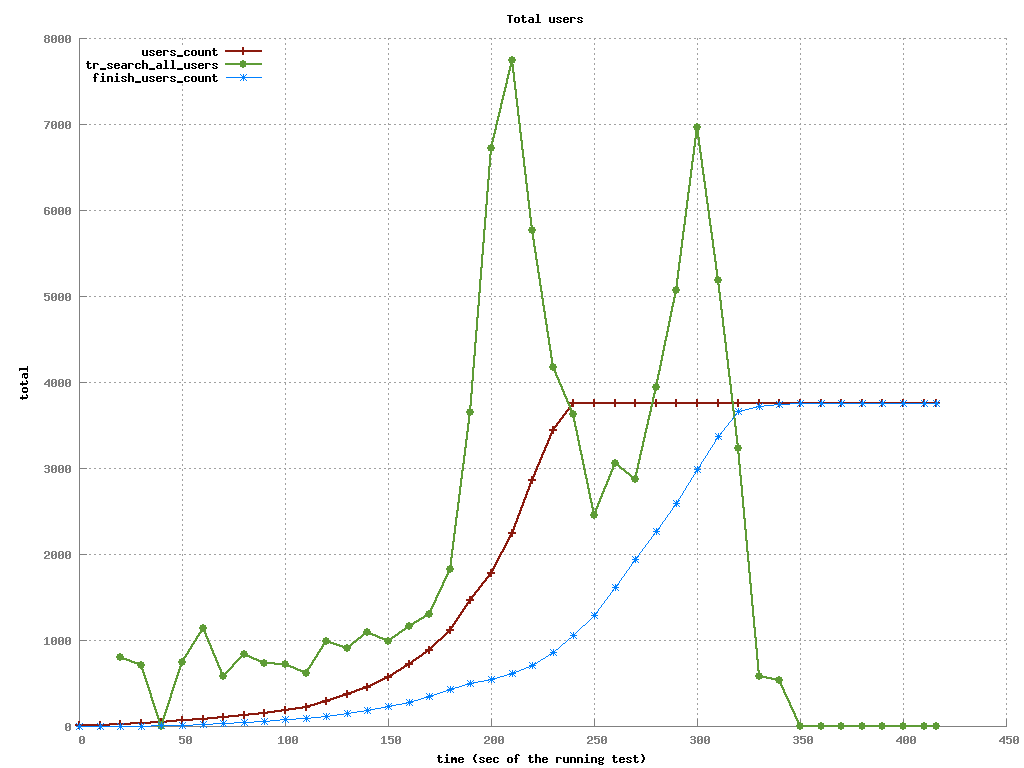 Total users
users_count
tr_search_all_users
finish_users_count
8000
7000
6000
5000
4000
3000
2000
1000
0
total
0 50 100 150 200 250 300 350 400 450
time (sec of the running test)